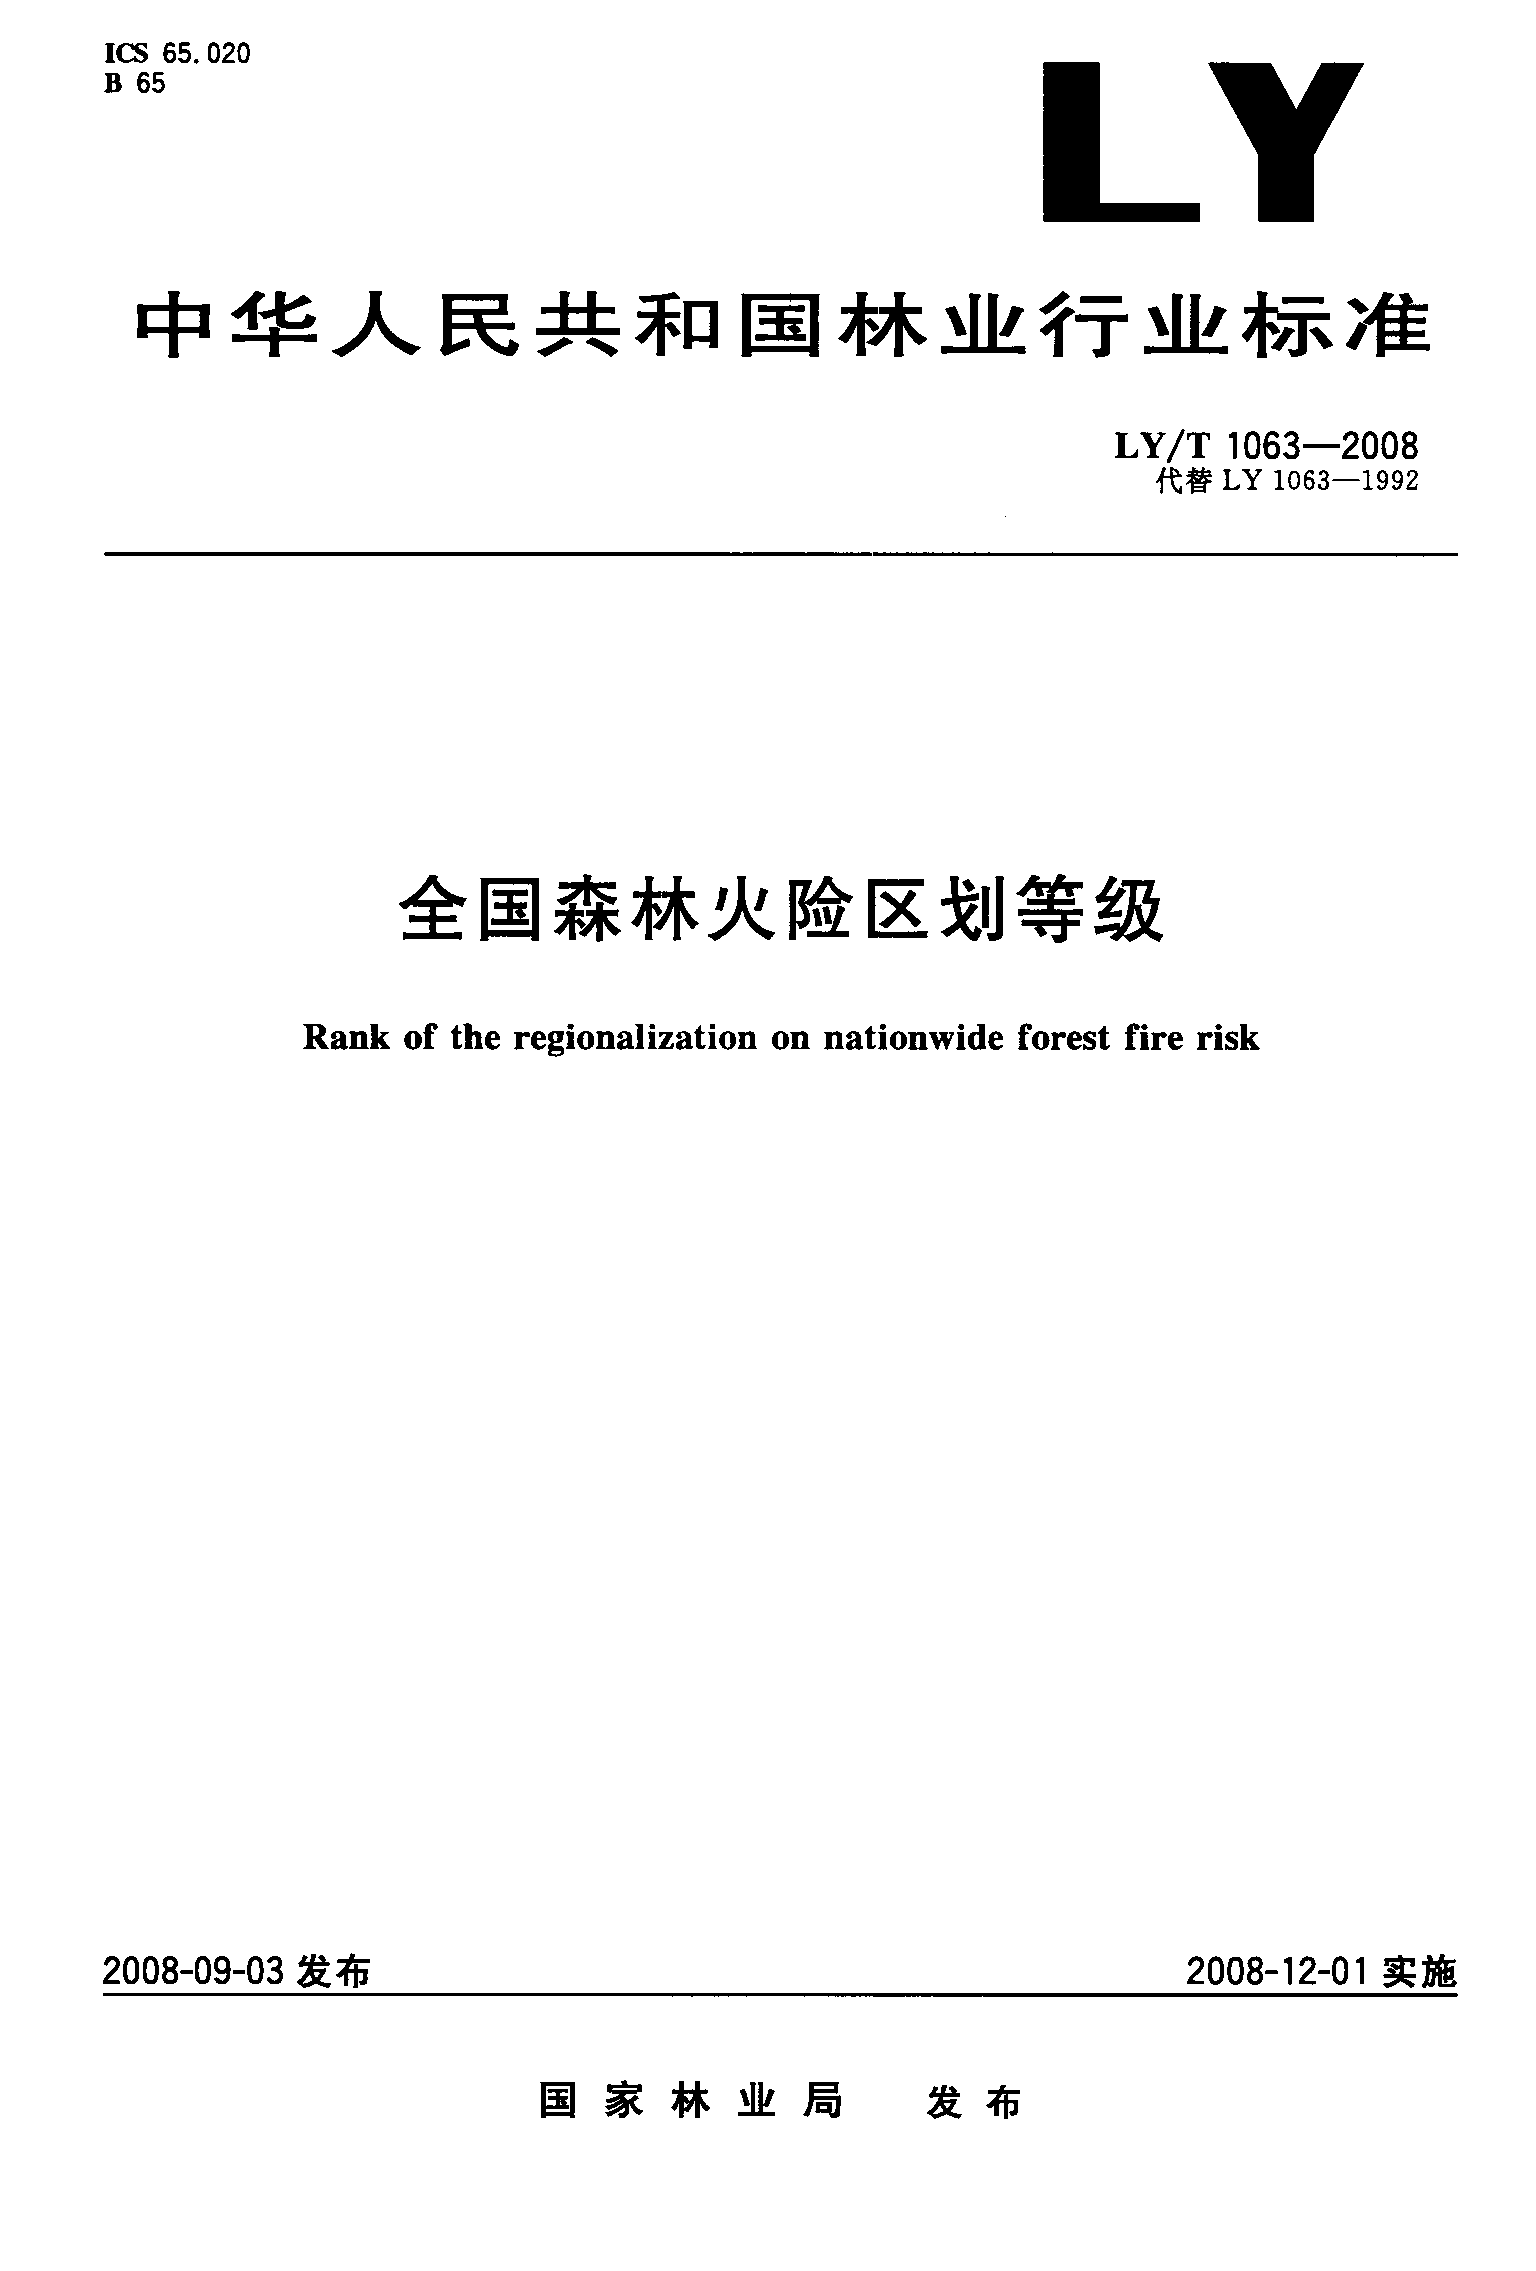 ICS 65.020
B 65
LY
中华人民共和国林业行业标准
LY/T 1063—2008
代替 LY 1063—1992
全国森林火险区划等级
Rank of the regionalization on nationwide forest fire risk
2008-09-03 发布
2008-12-01 实施
国家林业局 发布